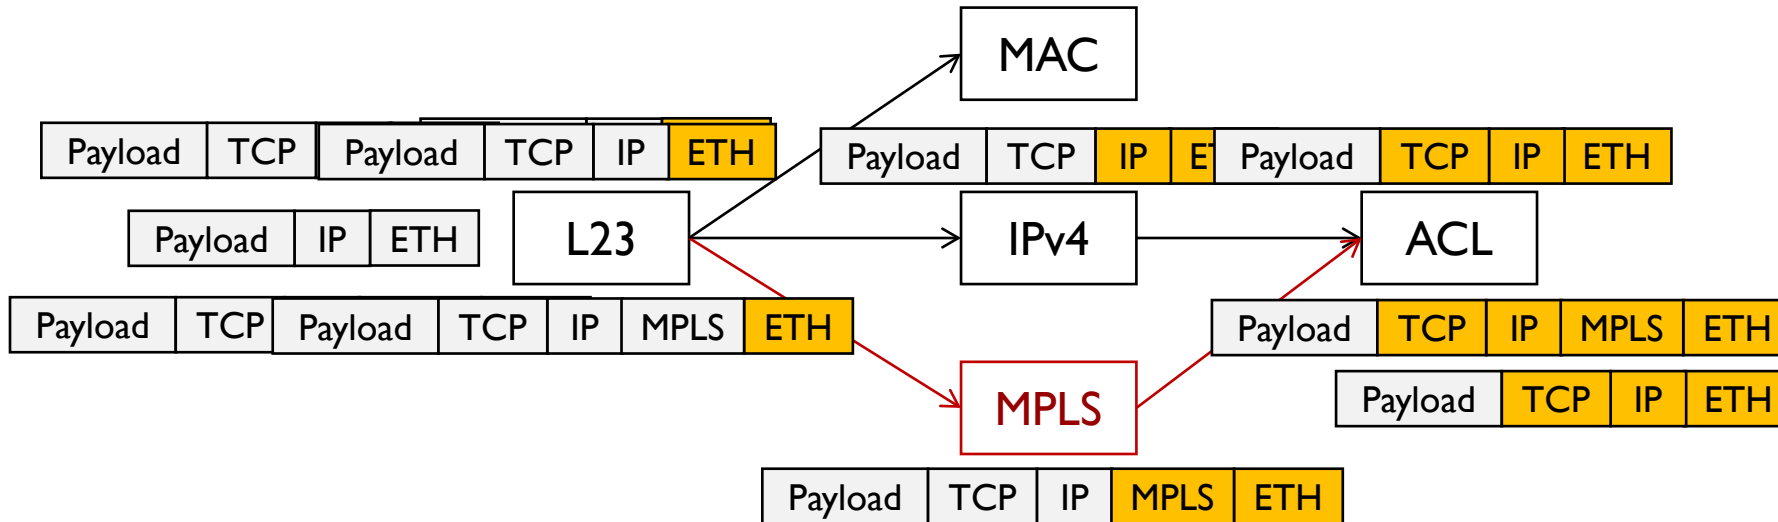 MAC
Payload TCP Payload TCP IP ETH
Payload TCP IP Payload TCP IP ETH
Payload IP ETH
L23
IPv4
ACL
Payload TCP Payload TCP IP MPLS ETH
Payload TCP IP MPLS ETH
MPLS
Payload TCP IP ETH
Payload TCP IP MPLS ETH